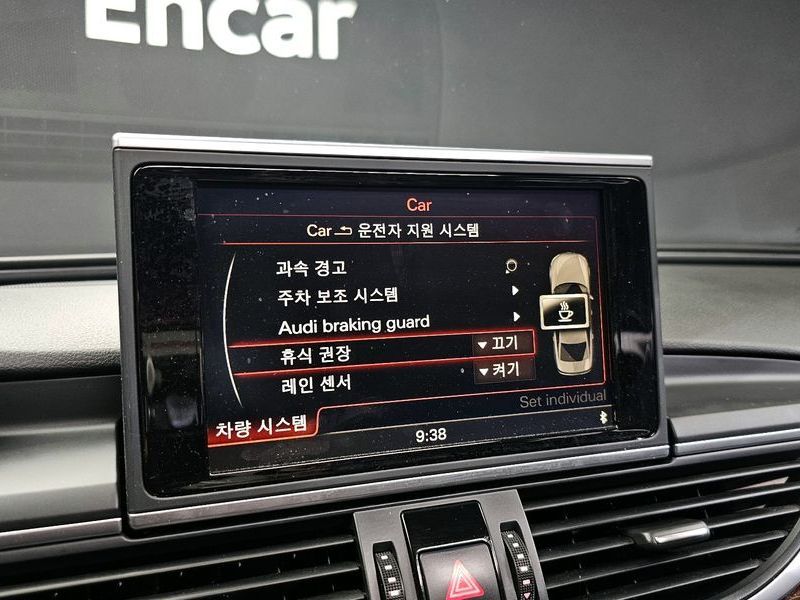 Encar
Car
Car 운전자 지원 시스템
과속 경고
주차 보조 시스템
Audi braking guard
휴식 권장 끄기
레인 센서 켜기
Set individual
차량 시스템
9:38